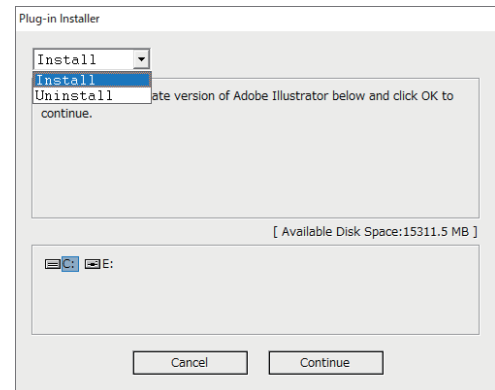 Plug-in Installer
Install
Install
Uninstall
ate version of Adobe Illustrator below and click OK to
continue.
[ Available Disk Space:15311.5 MB ]
C: E:
Cancel Continue